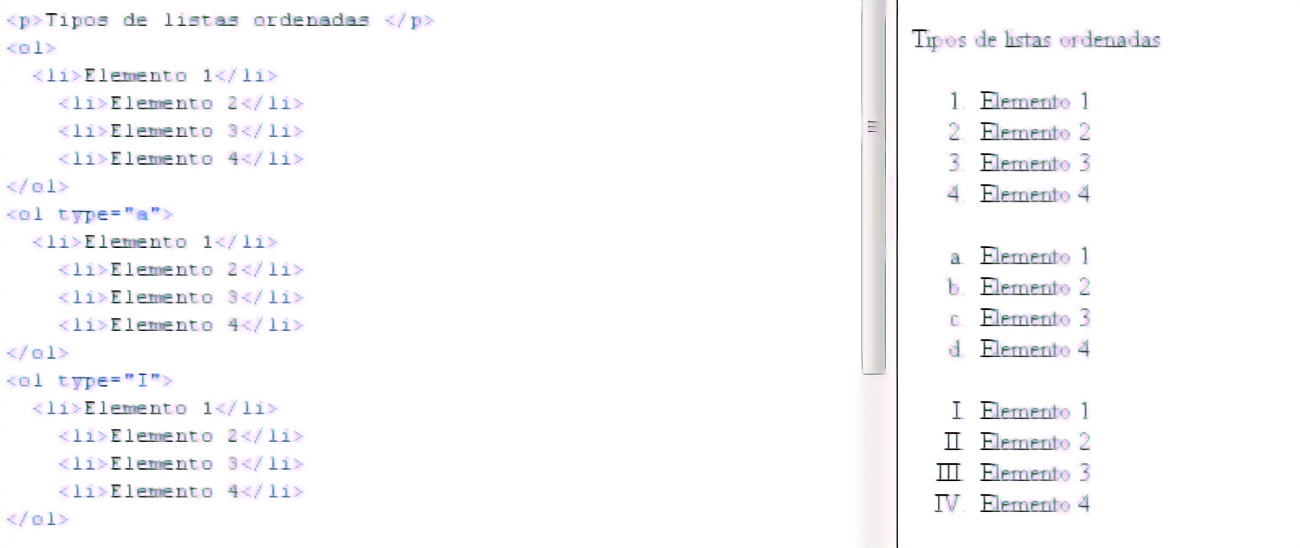 <p>Tipos de listas ordenadas </p>
<ol>
<li>Elemento 1</li>
<li>Elemento 2</li>
<li>Elemento 3</li>
<li>Elemento 4</li>
</ol>
<ol type="a">
<li>Elemento 1</li>
<li>Elemento 2</li>
<li>Elemento 3</li>
<li>Elemento 4</li>
</ol>
<ol type="I">
<li>Elemento 1</li>
<li>Elemento 2</li>
<li>Elemento 3</li>
<li>Elemento 4</li>
</ol>
Tipos de listas ordenadas
1. Elemento 1
2. Elemento 2
3. Elemento 3
4. Elemento 4
a. Elemento 1
b. Elemento 2
c. Elemento 3
d. Elemento 4
I. Elemento 1
II. Elemento 2
III. Elemento 3
IV. Elemento 4